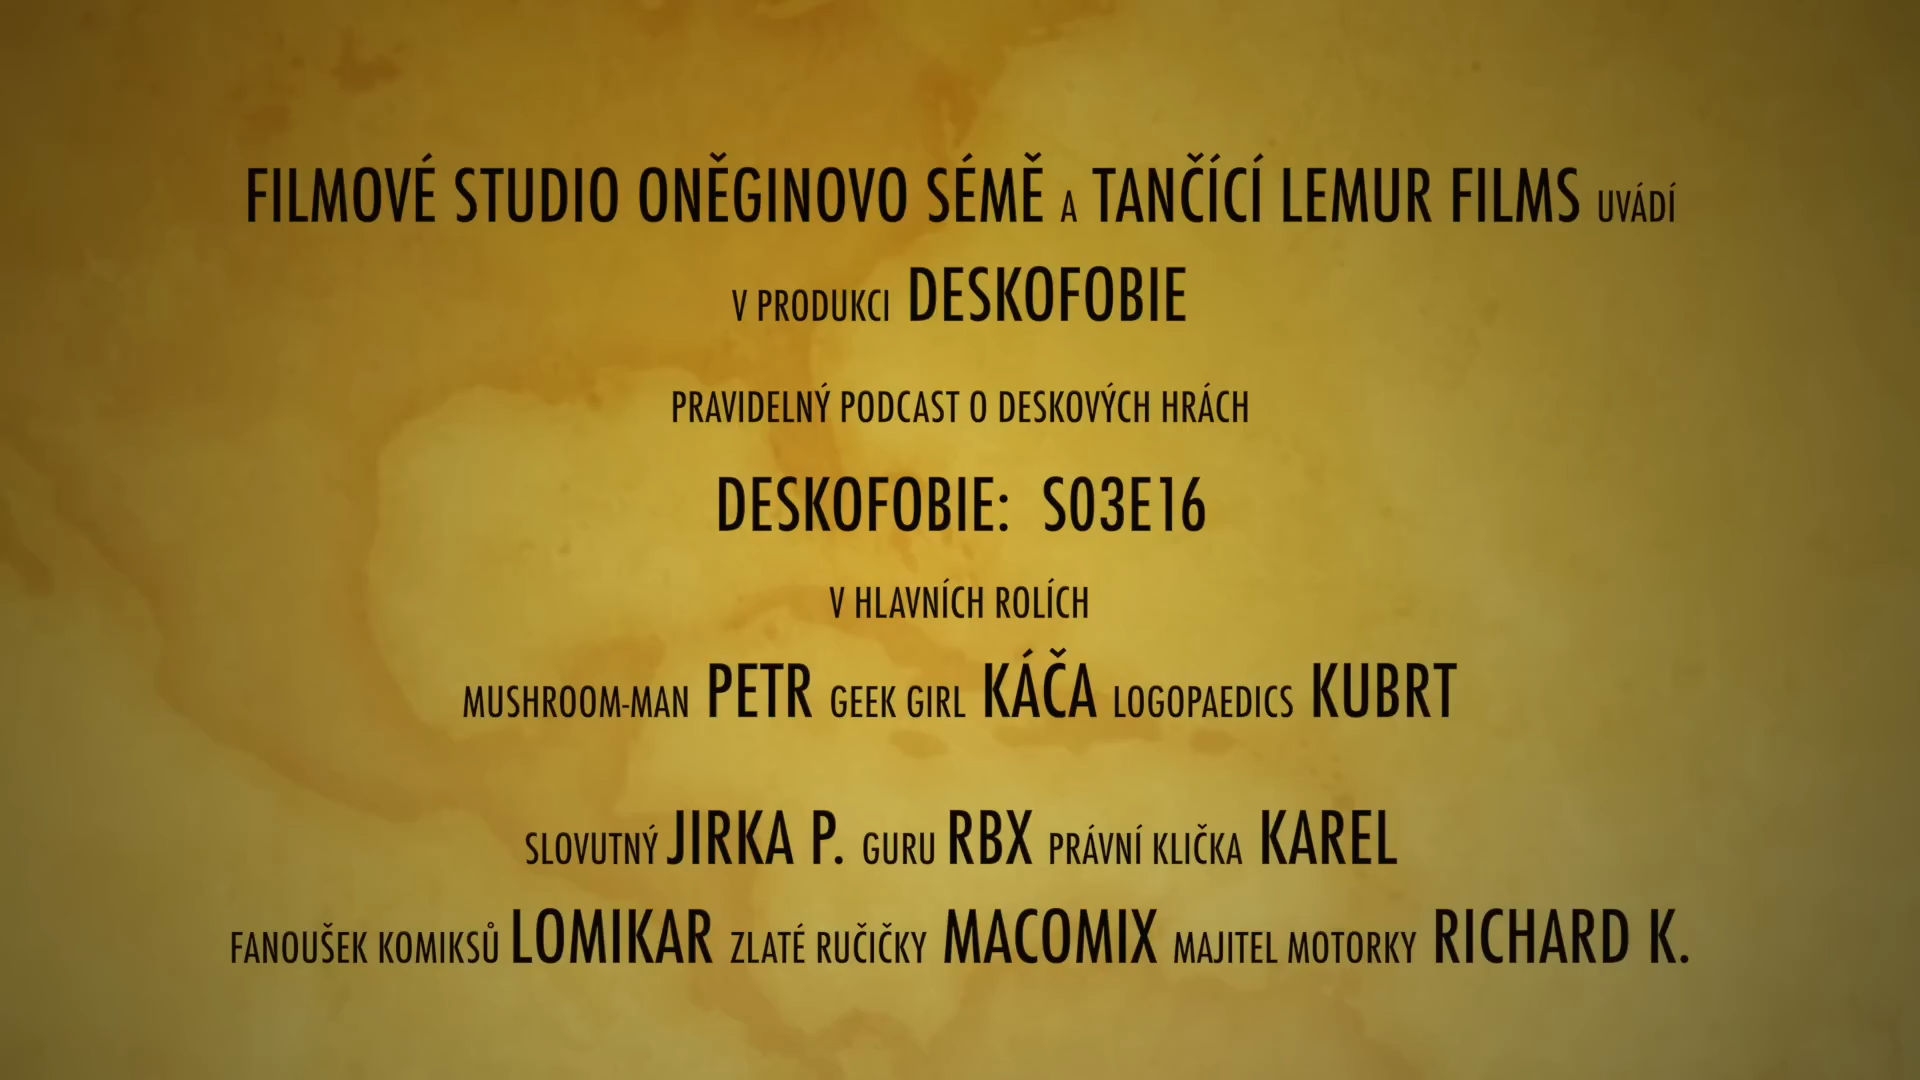 FILMOVÉ STUDIO ONĚGINOVO SÉMĚ A TANČÍCÍ LEMUR FILMS UVÁDÍ
V PRODUKCI DESKOFOBIE
PRAVIDELNÝ PODCAST O DESKOVÝCH HRÁCH
DESKOFOBIE: S03E16
V HLAVNÍCH ROLÍCH
MUSHROOM-MAN PETR GEEK GIRL KÁČA LOGOPAEDICS KUBRT
SLOVUTNÝ JIRKA P. GURU RBX PRÁVNÍ KLIČKA KAREL
FANOUŠEK KOMIKSŮ LOMIKAR ZLATÉ RUČIČKY MACOMIX MAJITEL MOTORKY RICHARD K.